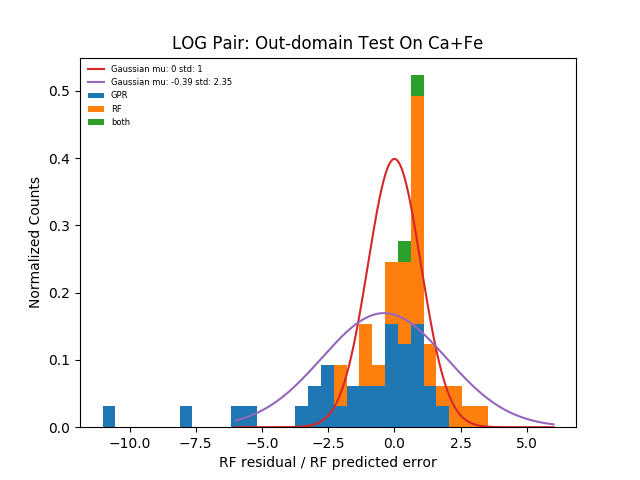 LOG Pair: Out-domain Test On Ca+Fe
Gaussian mu: 0 std: 1
Gaussian mu: -0.39 std: 2.35
GPR
RF
both
Normalized Counts
0.5
0.4
0.3
0.2
0.1
0.0
−10.0 −7.5 −5.0 −2.5 0.0 2.5 5.0
RF residual / RF predicted error